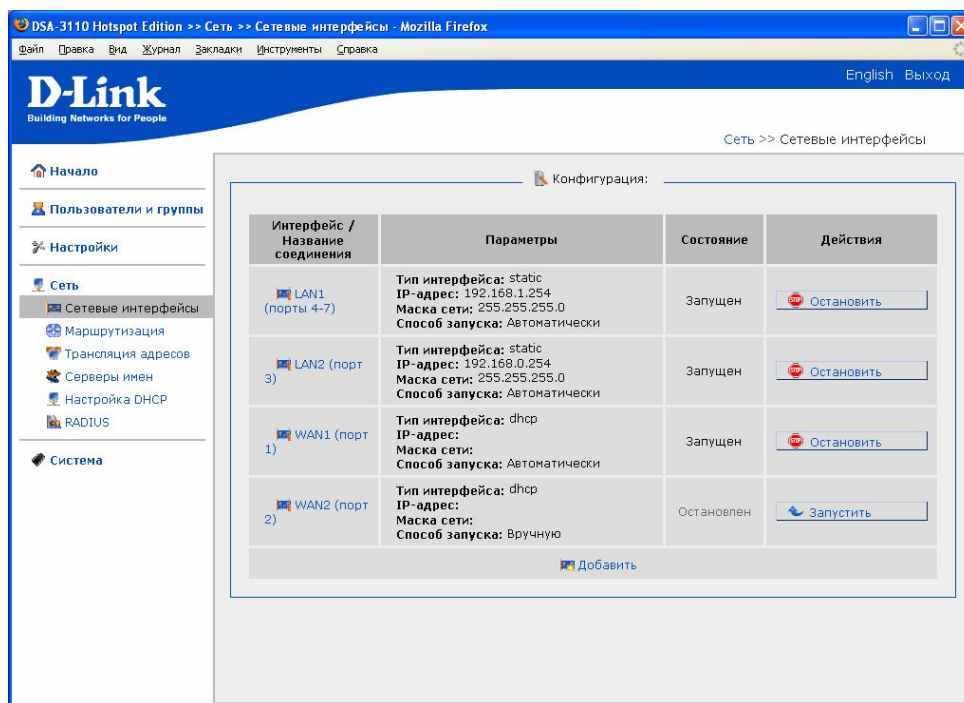 DSA-3110 Hotspot Edition >> Сеть >> Сетевые интерфейсы - Mozilla Firefox
Файл Правка Вид Журнал Закладки Инструменты Справка
English Выход
D-Link
Building Networks for People
Сеть >> Сетевые интерфейсы
Начало
Пользователи и группы
Настройки
Сеть
Сетевые интерфейсы
Маршрутизация
Трансляция адресов
Серверы имен
Настройка DHCP
RADIUS
Система
Конфигурация:
Интерфейс /
Название
соединения
Параметры
Состояние
Действия
LAN1
(порты 4-7)
Тип интерфейса: static
IP-адрес: 192.168.1.254
Маска сети: 255.255.255.0
Способ запуска: Автоматически
Запущен
Остановить
LAN2 (порт
3)
Тип интерфейса: static
IP-адрес: 192.168.0.254
Маска сети: 255.255.255.0
Способ запуска: Автоматически
Запущен
Остановить
WAN1 (порт
1)
Тип интерфейса: dhcp
IP-адрес:
Маска сети:
Способ запуска: Автоматически
Запущен
Остановить
WAN2 (порт
2)
Тип интерфейса: dhcp
IP-адрес:
Маска сети:
Способ запуска: Вручную
Остановлен
Запустить
Добавить